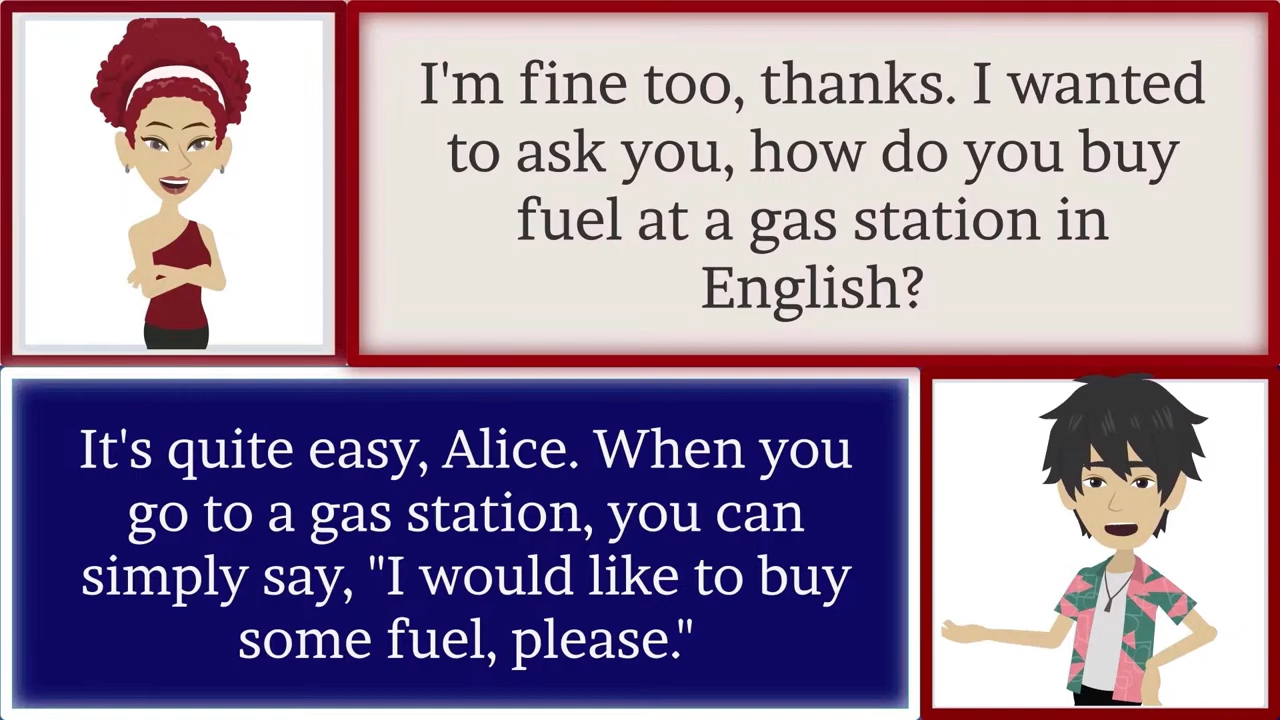 I'm fine too, thanks. I wanted
to ask you, how do you buy
fuel at a gas station in
English?
It's quite easy, Alice. When you
go to a gas station, you can
simply say, "I would like to buy
some fuel, please."